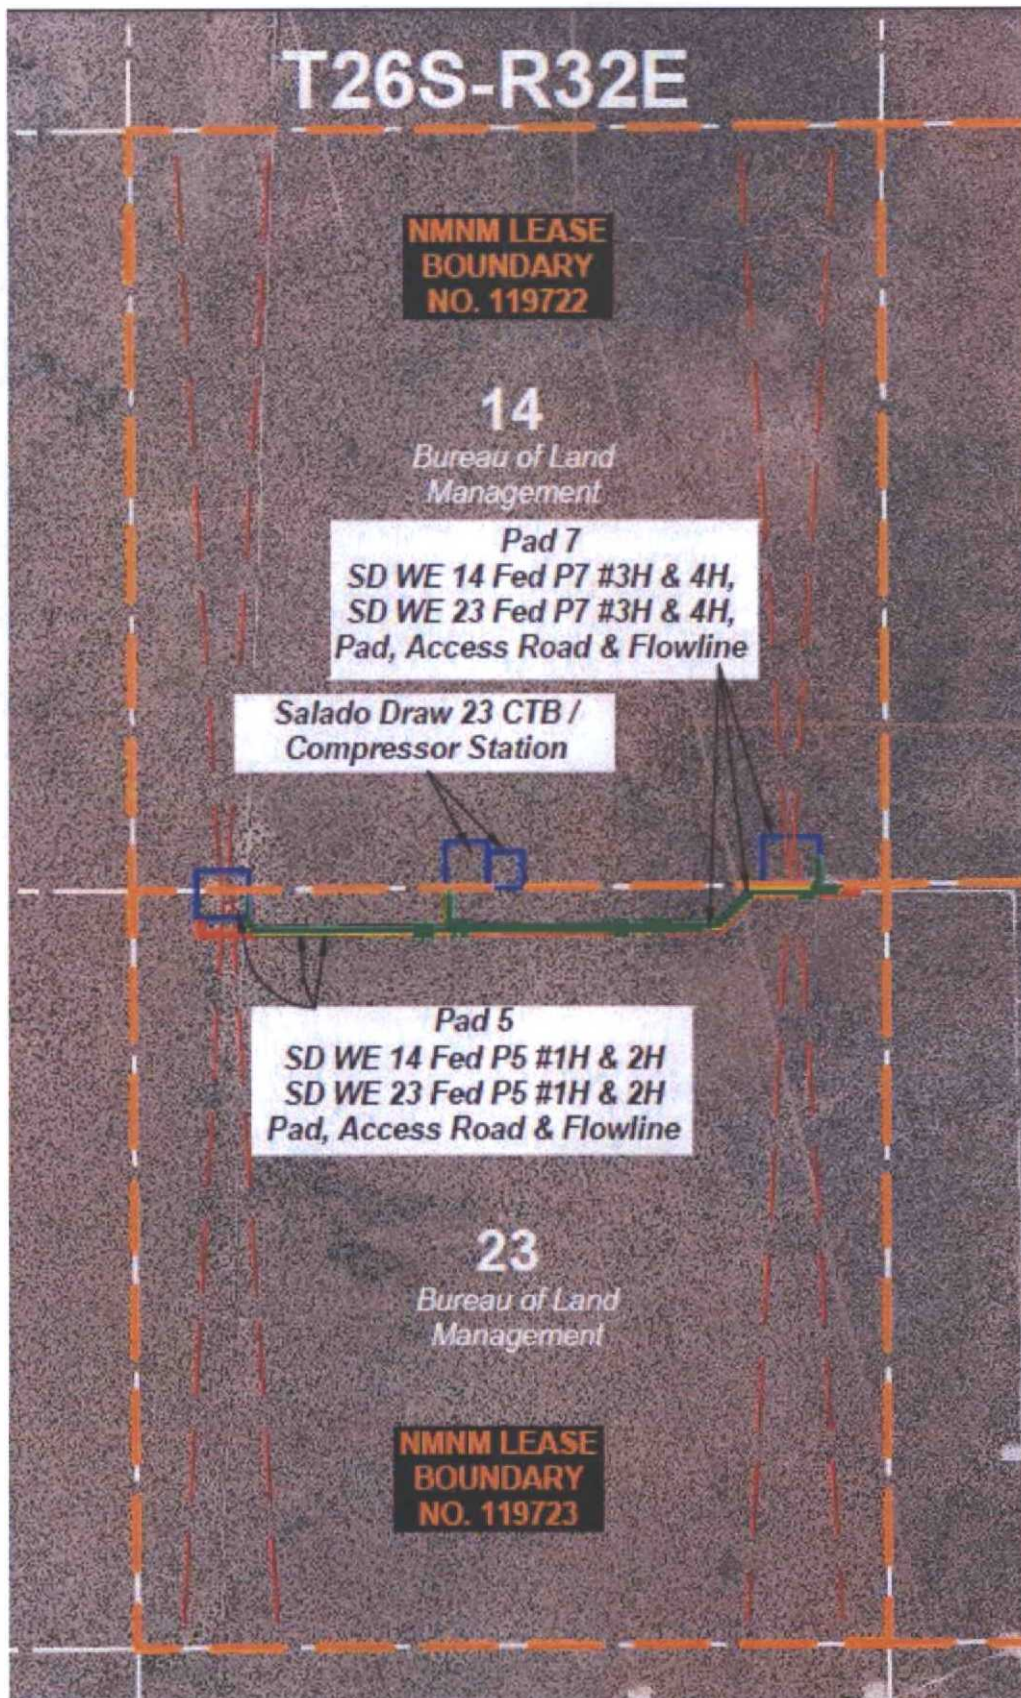 T26S-R32E
NMNM LEASE
BOUNDARY
NO. 119722
14
Bureau of Land
Management
Pad 7
SD WE 14 Fed P7 #3H & 4H,
SD WE 23 Fed P7 #3H & 4H,
Pad, Access Road & Flowline
Salado Draw 23 CTB /
Compressor Station
Pad 5
SD WE 14 Fed P5 #1H & 2H
SD WE 23 Fed P5 #1H & 2H
Pad, Access Road & Flowline
23
Bureau of Land
Management
NMNM LEASE
BOUNDARY
NO. 119723